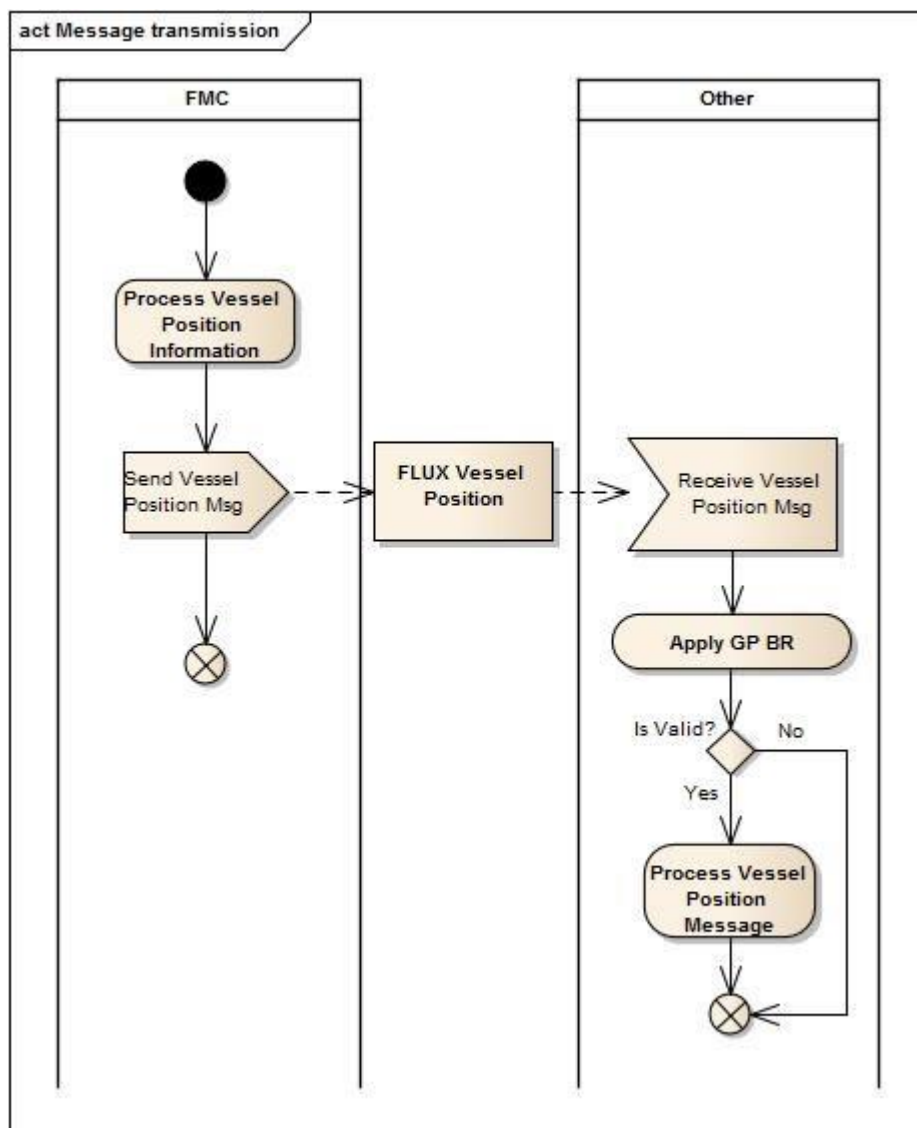 act Message transmission
FMC
Other
Process Vessel
Position
Information
Send Vessel
Position Msg
FLUX Vessel
Position
Receive Vessel
Position Msg
Apply GP BR
Is Valid?
No
Yes
Process Vessel
Position
Message